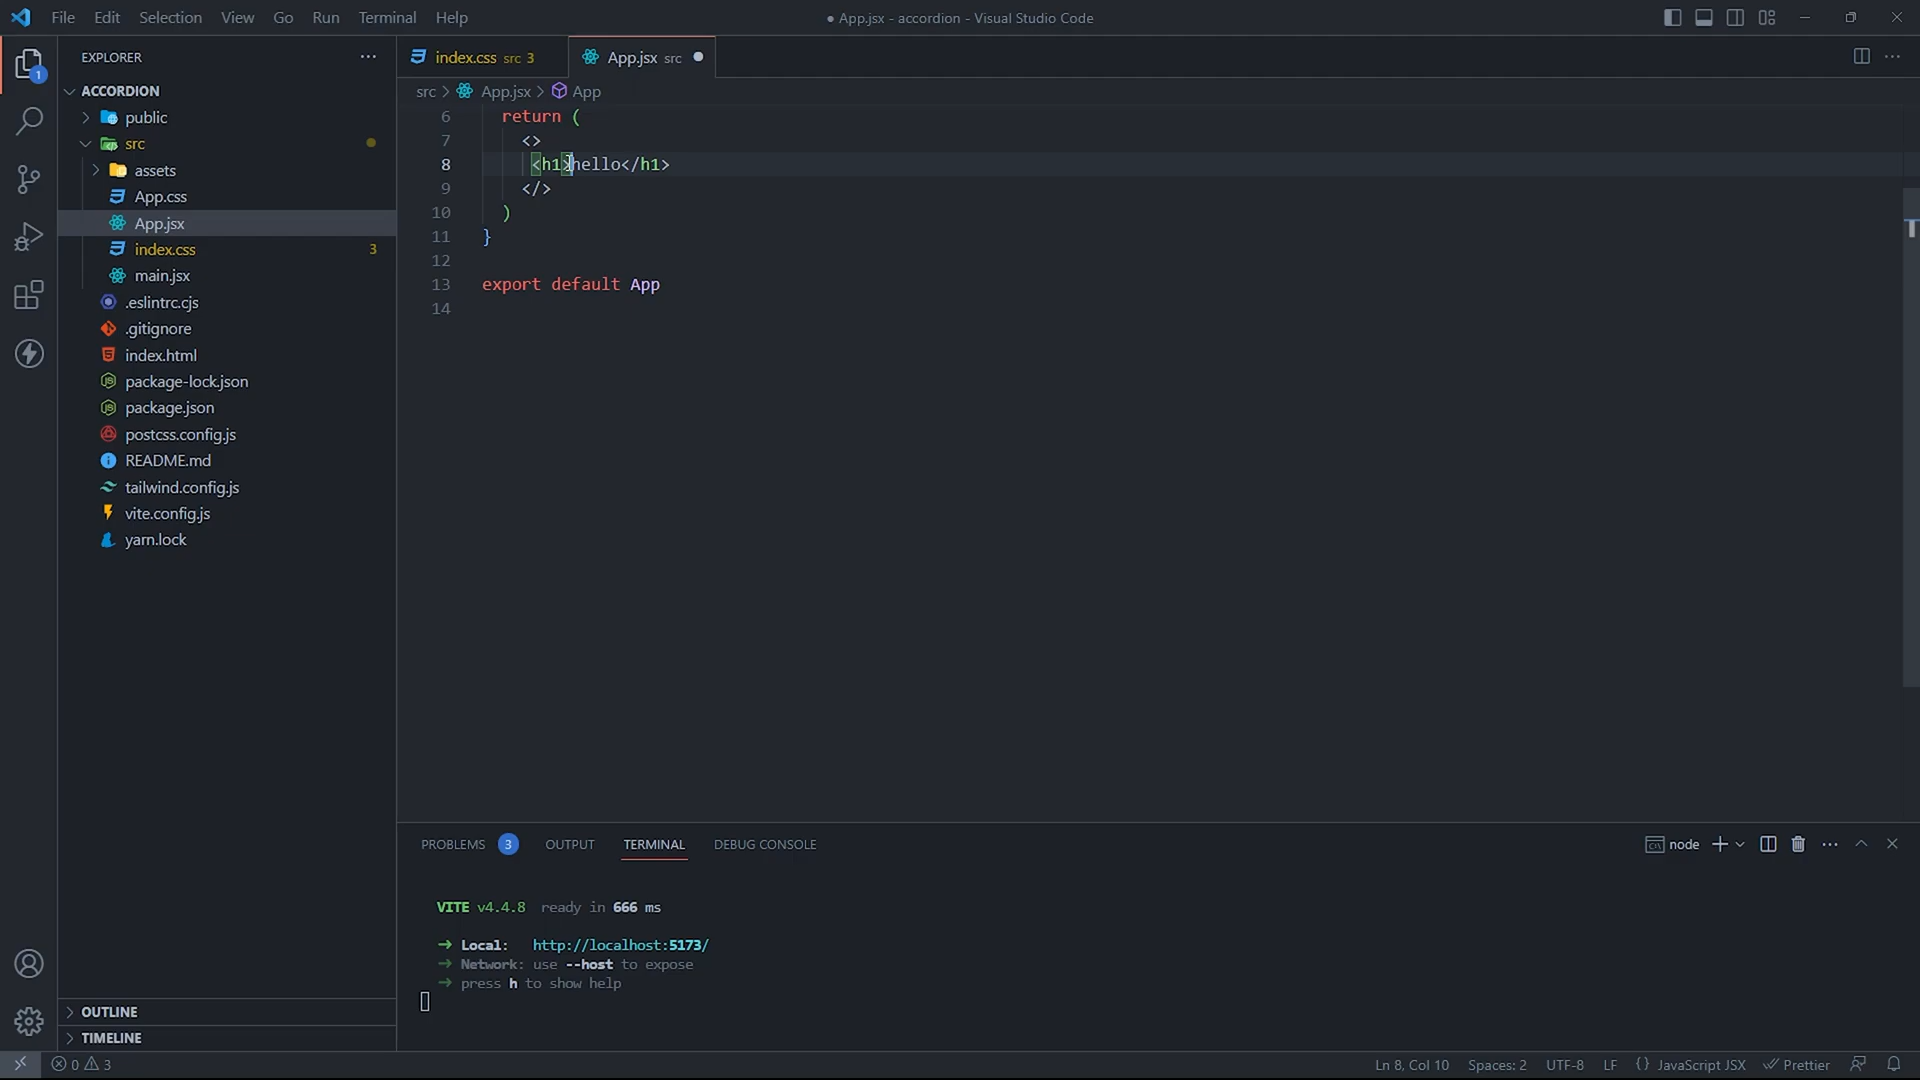 File Edit Selection View Go Run Terminal Help
● App.jsx - accordion - Visual Studio Code
1
EXPLORER
ACCORDION
public
src
assets
App.css
App.jsx
index.css 3
main.jsx
.eslintrc.cjs
.gitignore
index.html
package-lock.json
package.json
postcss.config.js
README.md
tailwind.config.js
vite.config.js
yarn.lock
OUTLINE
TIMELINE
index.css src 3
App.jsx src
src > App.jsx > App
6 return (
7 <>
8 <h1>hello</h1>
9 </>
10 )
11 }
12
13 export default App
14
PROBLEMS 3 OUTPUT TERMINAL DEBUG CONSOLE
node
VITE v4.4.8 ready in 666 ms
➜ Local: http://localhost:5173/
➜ Network: use --host to expose
➜ press h to show help
0 3
Ln 8, Col 10 Spaces: 2 UTF-8 LF {} JavaScript JSX Prettier